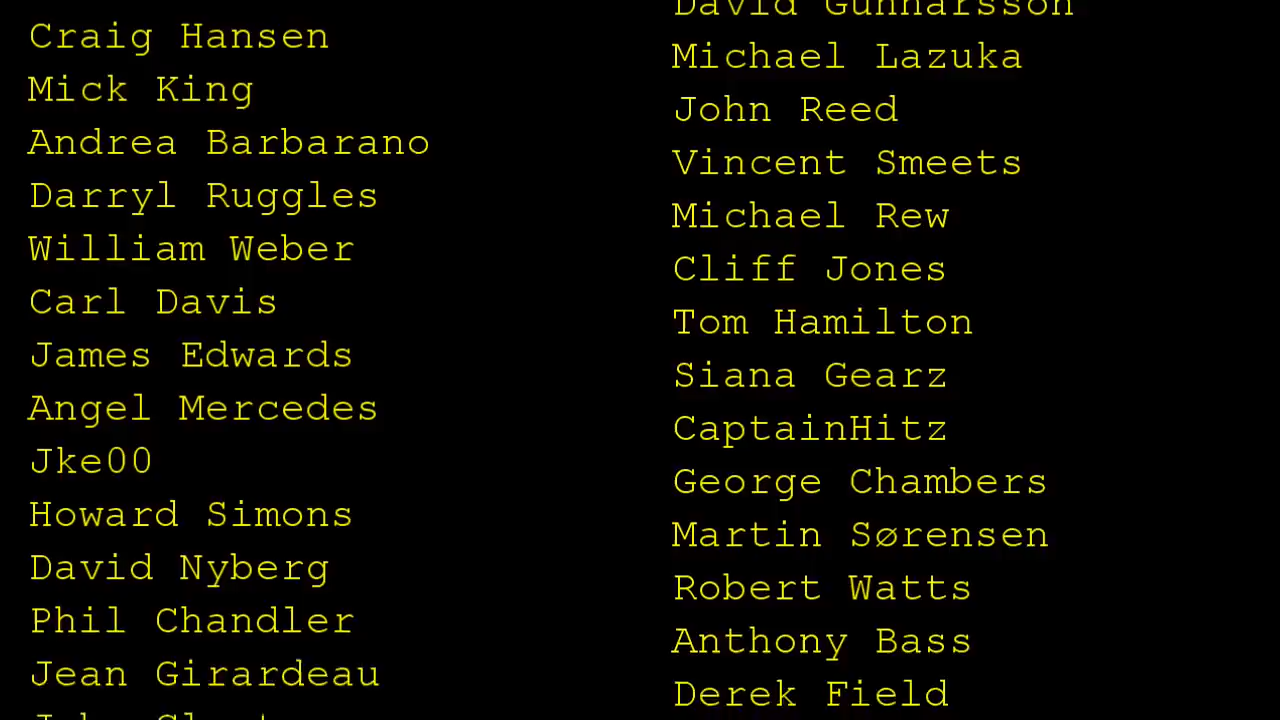 Craig Hansen
Mick King
Andrea Barbarano
Darryl Ruggles
William Weber
Carl Davis
James Edwards
Angel Mercedes
Jke00
Howard Simons
David Nyberg
Phil Chandler
Jean Girardeau
David Gunnarsson
Michael Lazuka
John Reed
Vincent Smeets
Michael Rew
Cliff Jones
Tom Hamilton
Siana Gearz
CaptainHitz
George Chambers
Martin Sørensen
Robert Watts
Anthony Bass
Derek Field